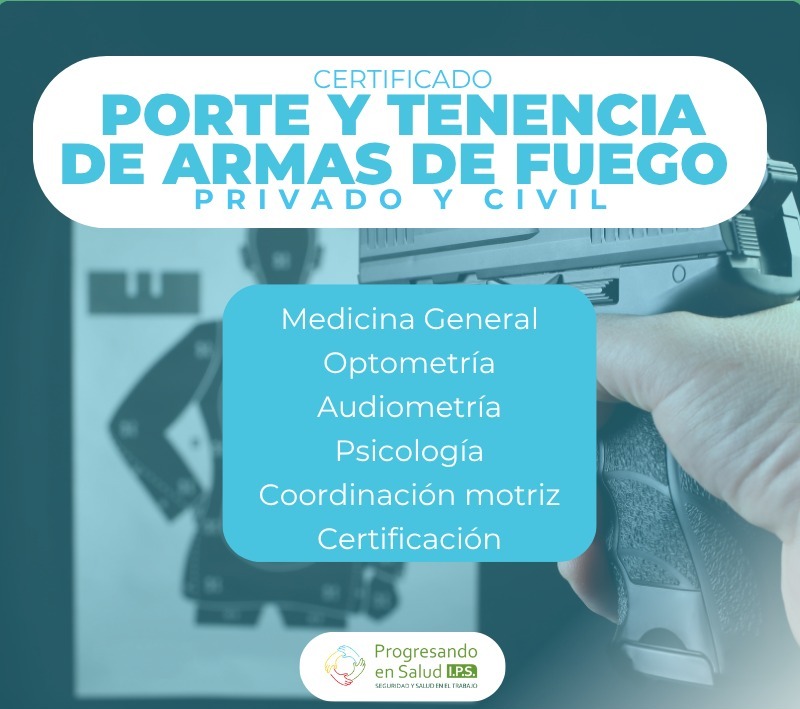 CERTIFICADO
PORTE Y TENENCIA
DE ARMAS DE FUEGO
PRIVADO Y CIVIL
Medicina General
Optometría
Audiometría
Psicología
Coordinación motriz
Certificación
Progresando
en Salud I.P.S.
SEGURIDAD Y SALUD EN EL TRABAJO